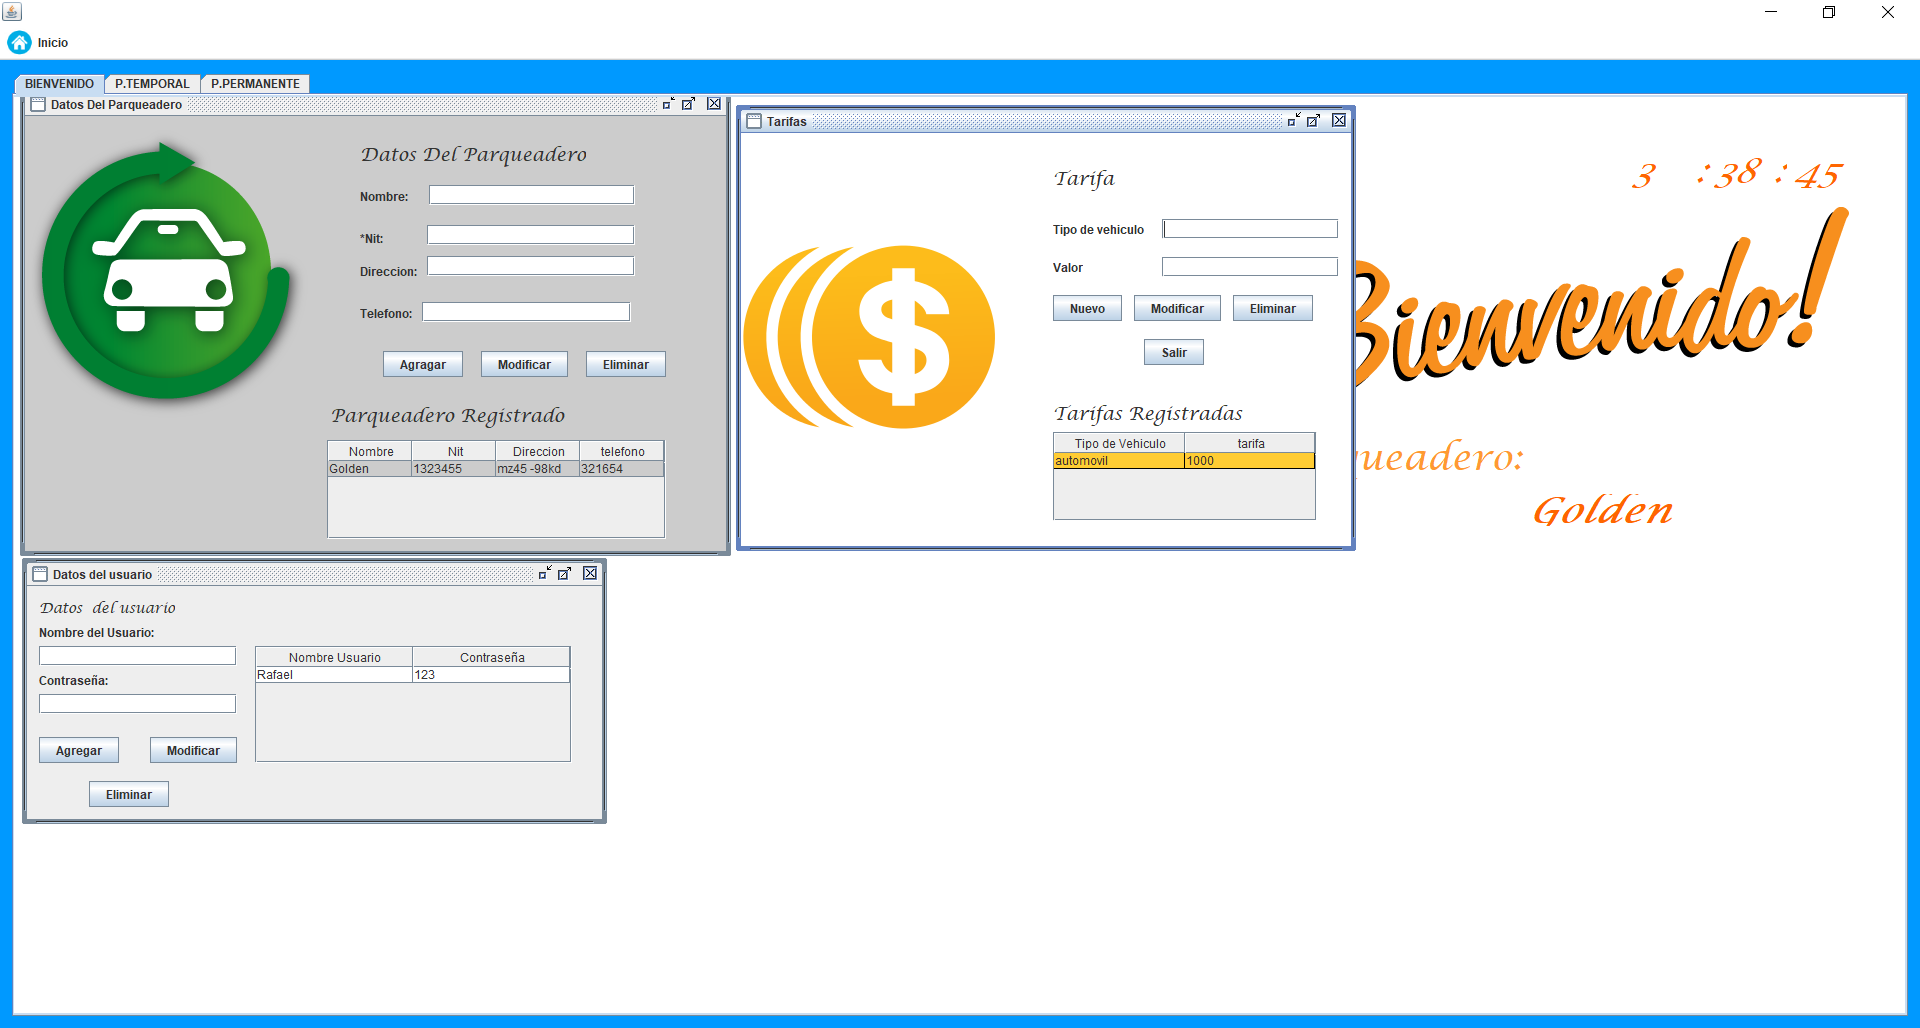 Inicio
BIENVENIDO P.TEMPORAL P.PERMANENTE
Datos Del Parqueadero
Datos Del Parqueadero
Nombre:
*Nit:
Direccion:
Telefono:
Agragar Modificar Eliminar
Parqueadero Registrado
Nombre Nit Direccion telefono
Golden 1323455 mz45 -98kd 321654
Tarifas
Tarifa
Tipo de vehiculo
Valor
Nuevo Modificar Eliminar
Salir
Tarifas Registradas
Tipo de Vehiculo tarifa
automovil 1000
3 :38 :45
Bienvenido!
queadero:
Golden
Datos del usuario
Datos del usuario
Nombre del Usuario:
Contraseña:
Agregar Modificar
Eliminar
Nombre Usuario Contraseña
Rafael 123